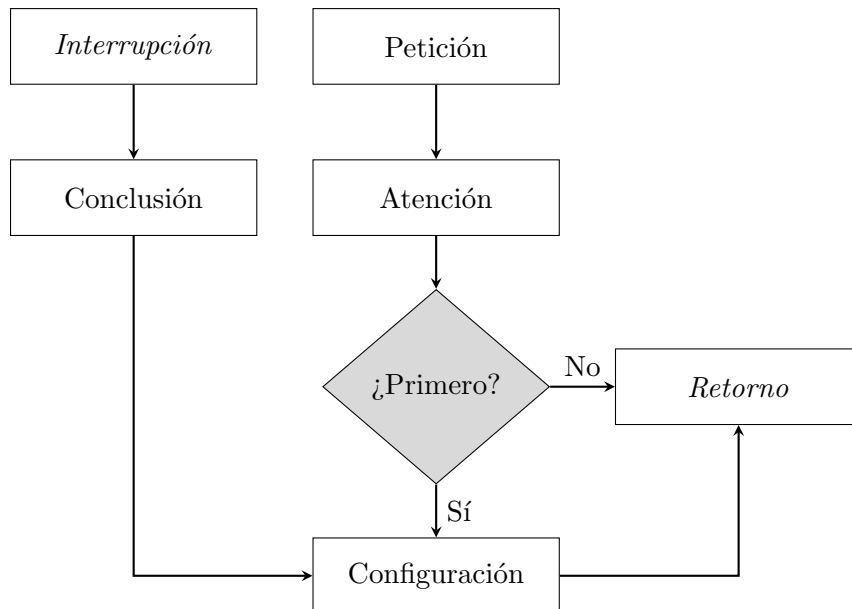 Interrupción
Petición
Conclusión
Atención
¿Primero?
No
Retorno
Sí
Configuración